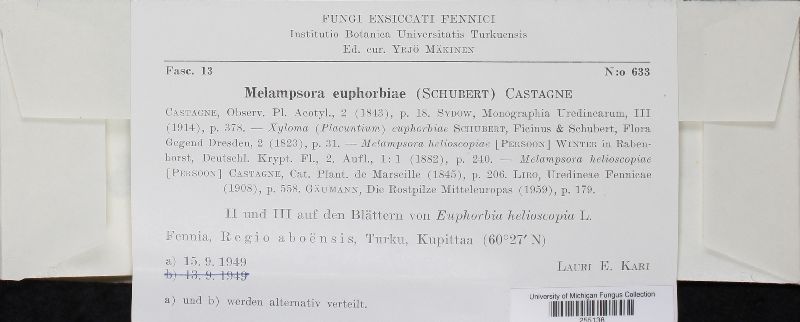 FUNGI EXSICCATI FENNICI
Institutio Botanica Universitatis Turkuensis
Ed. cur. YRJÖ MÄKINEN
Fasc. 13 N:o 633
Melampsora euphorbiae (SCHUBERT) CASTAGNE
CASTAGNE, Observ. Pl. Acotyl., 2 (1843), p. 18. SYDOW, Monographia Uredinearum, III
(1914), p. 378. — Xyloma (Placuntium) euphorbiae SCHUBERT, Ficinus & Schubert, Flora
Gegend Dresden, 2 (1823), p. 31. — Melampsora helioscopiae [PERSOON] WINTER in Raben-
horst, Deutschl. Krypt. Fl., 2. Aufl., 1: 1 (1882), p. 240. — Melampsora helioscopiae
[PERSOON] CASTAGNE, Cat. Plant. de Marseille (1845), p. 206. LIRO, Uredineae Fennicae
(1908), p. 558. GÄUMANN, Die Rostpilze Mitteleuropas (1959), p. 179.
II und III auf den Blättern von Euphorbia helioscopia L.
Fennia, Regio aboënsis, Turku, Kupittaa (60°27′ N)
a) 15. 9. 1949
b) 13. 9. 1949
LAURI E. KARI
a) und b) werden alternativ verteilt.
University of Michigan Fungus Collection
255136